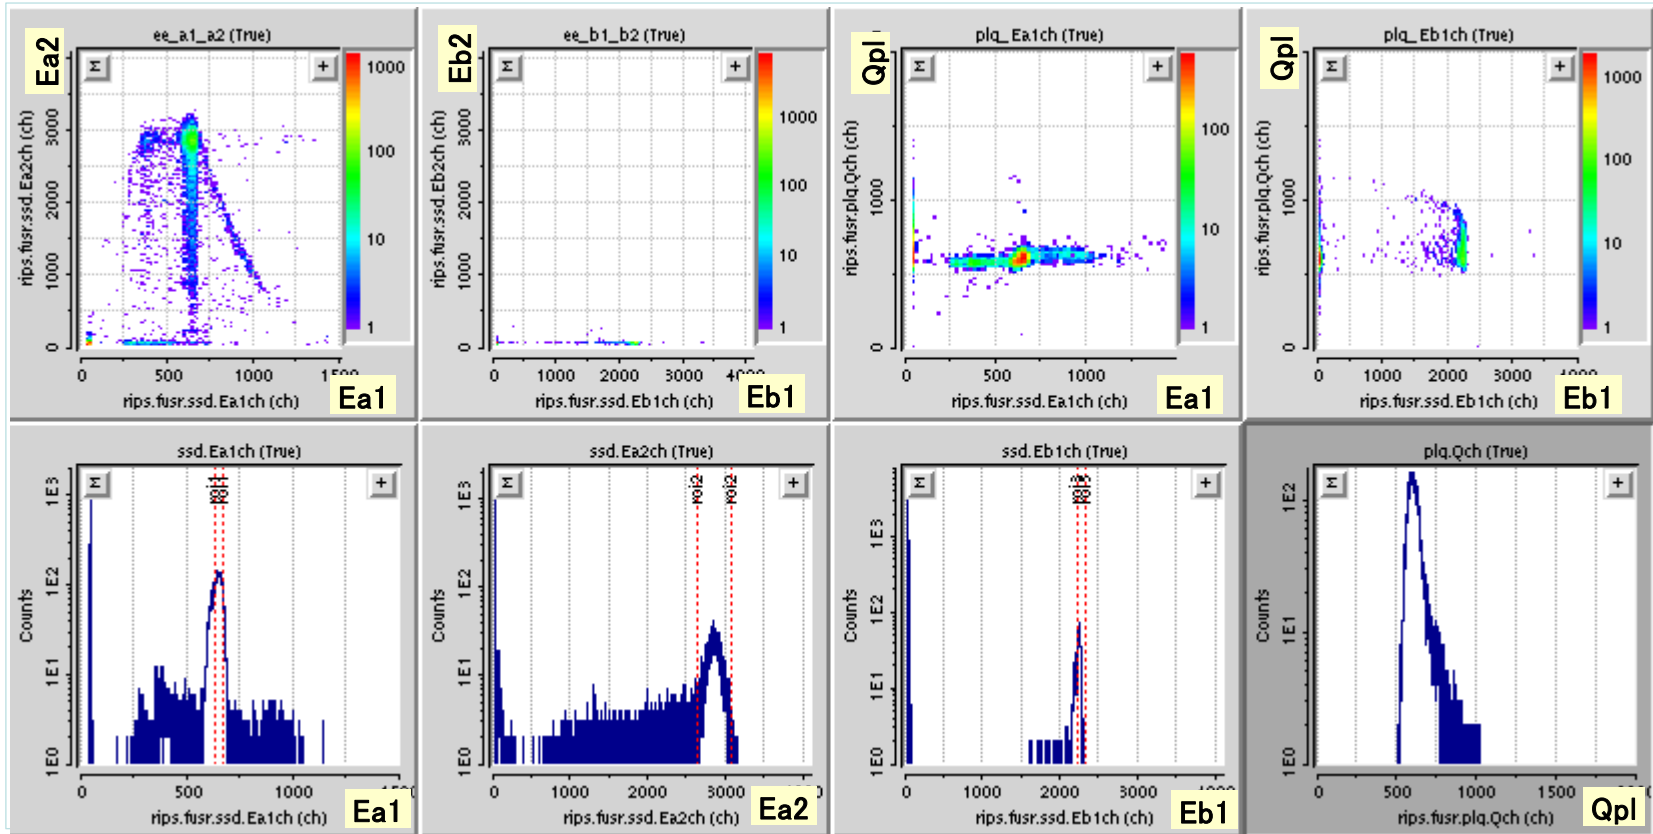 ee_a1_a2 (True)
Ea2
Σ
+
rips.fusr.ssd.Ea2ch (ch)
3000
2000
1000
0
1000
100
10
1
0 500 1000
rips.fusr.ssd.Ea1ch (ch)
Ea1
ee_b1_b2 (True)
Eb2
Σ
+
rips.fusr.ssd.Eb2ch (ch)
3000
2000
1000
0
1000
100
10
1
0 1000 2000 3000
rips.fusr.ssd.Eb1ch (ch)
Eb1
plq_Ea1ch (True)
Qpl
Σ
+
rips.fusr.plq.Qch (ch)
1000
0
100
10
1
0 500 1000
rips.fusr.ssd.Ea1ch (ch)
Ea1
plq_Eb1ch (True)
Qpl
Σ
+
rips.fusr.plq.Qch (ch)
1000
0
1000
100
10
1
0 1000 2000 3000 4000
rips.fusr.ssd.Eb1ch (ch)
Eb1
ssd.Ea1ch (True)
Σ
+
Counts
1E3
1E2
1E1
1E0
0 500 1000
rips.fusr.ssd.Ea1ch (ch)
Ea1
ssd.Ea2ch (True)
Σ
roi2
roi2
+
Counts
1E3
1E2
1E1
1E0
0 1000 2000 3000
rips.fusr.ssd.Ea2ch (ch)
Ea2
ssd.Eb1ch (True)
Σ
+
Counts
1E3
1E2
1E1
1E0
0 1000 2000 3000
rips.fusr.ssd.Eb1ch (ch)
Eb1
plq.Qch (True)
Σ
+
Counts
1E2
1E1
1E0
0 500 1000 1500
rips.fusr.plq.Qch (ch)
Qpl